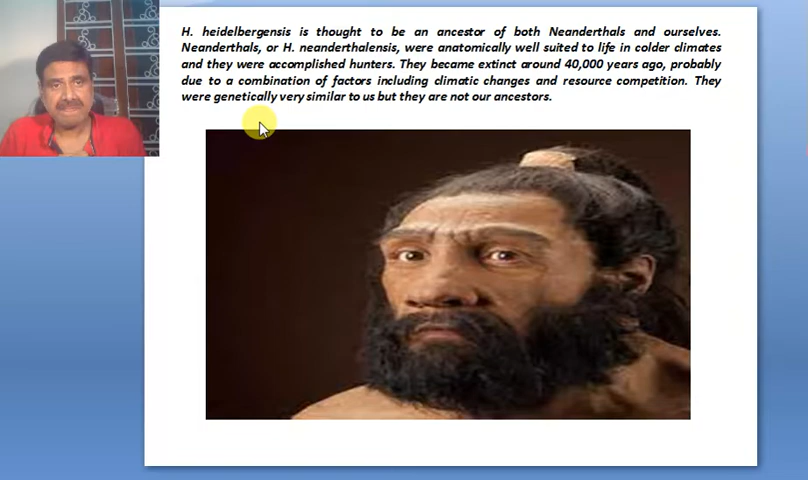 H. heidelbergensis is thought to be an ancestor of both Neanderthals and ourselves.
Neanderthals, or H. neanderthalensis, were anatomically well suited to life in colder climates
and they were accomplished hunters. They became extinct around 40,000 years ago, probably
due to a combination of factors including climatic changes and resource competition. They
were genetically very similar to us but they are not our ancestors.